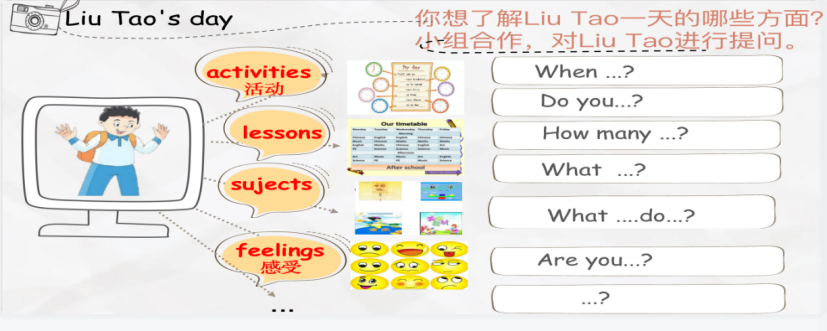 Liu Tao's day
你想了解Liu Tao一天的哪些方面?
小组合作，对Liu Tao进行提问。
activities
活动
lessons
sujects
feelings
感受
...
My day
Our timetable
After school
When ...?
Do you...?
How many ...?
What ...?
What ....do...?
Are you...?
...?